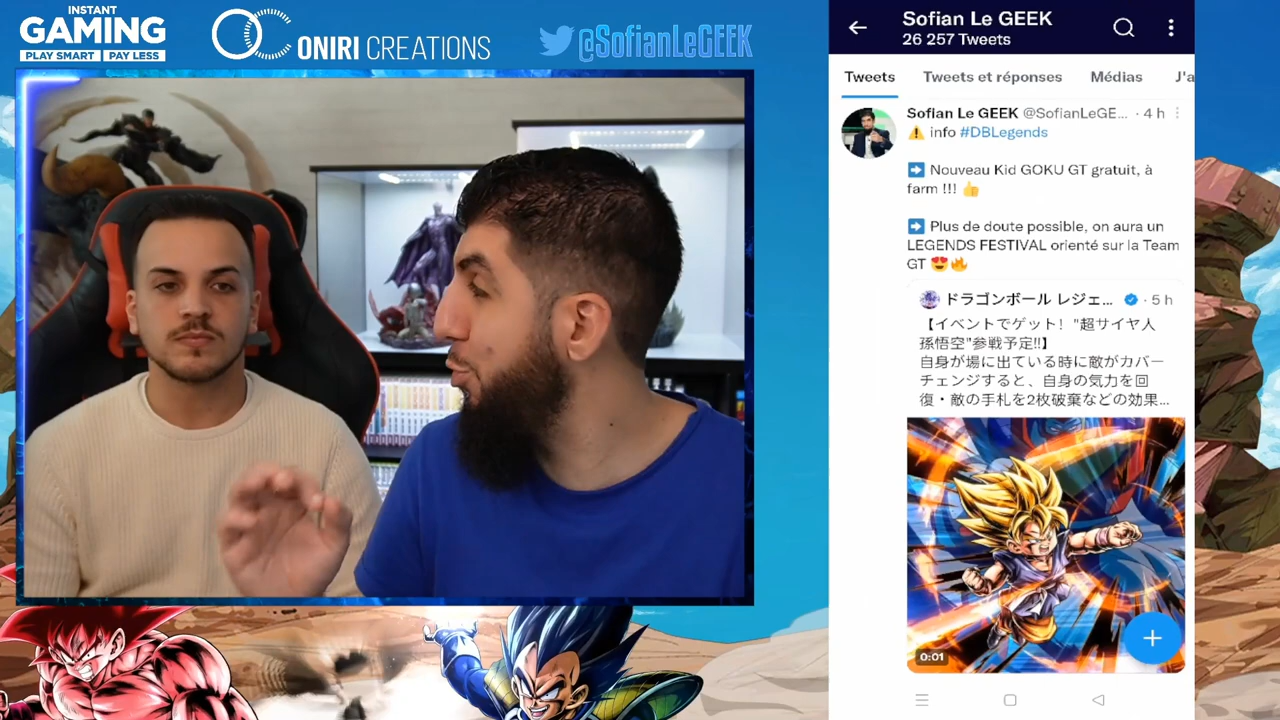 INSTANT
GAMING
PLAY SMART PAY LESS
ONIRI CREATIONS
@SofianLeGEEK
Sofian Le GEEK
26 257 Tweets
Tweets
Tweets et réponses
Médias
J'a
Sofian Le GEEK @SofianLeGE... · 4 h
⚠️ info #DBLegends
➡️ Nouveau Kid GOKU GT gratuit, à
farm !!! 👍
➡️ Plus de doute possible, on aura un
LEGENDS FESTIVAL orienté sur la Team
GT 😍🔥
ドラゴンボール レジェ... · 5 h
【イベントでゲット！"超サイヤ人
孫悟空"参戦予定!!】
自身が場に出ている時に敵がカバー
チェンジすると、自身の気力を回
復・敵の手札を2枚破棄などの効果...
0:01